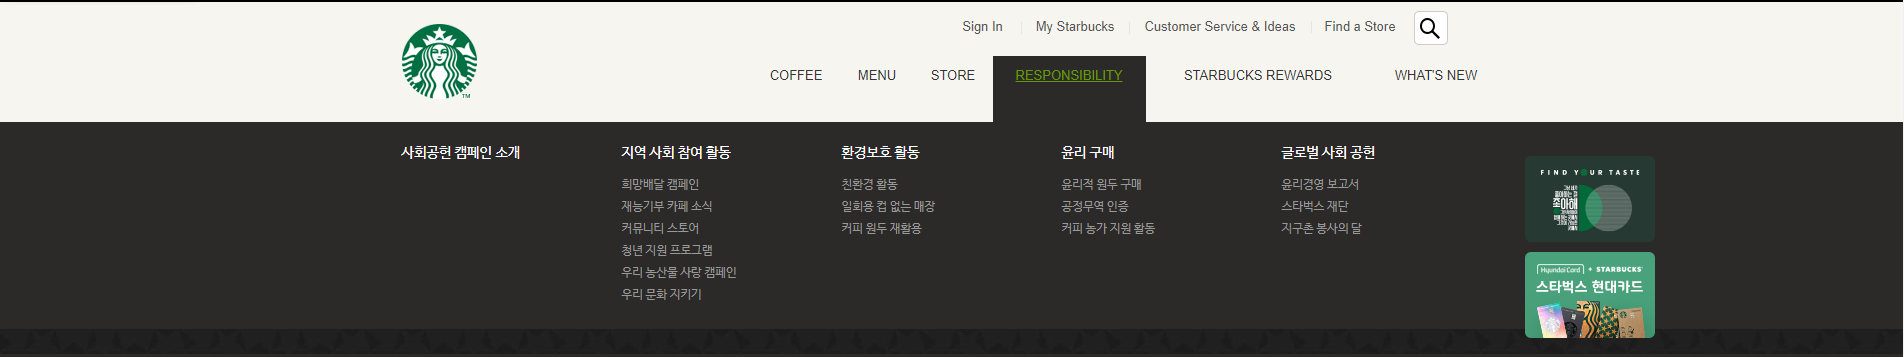 Sign In
My Starbucks
Customer Service & Ideas
Find a Store
TM
COFFEE
MENU
STORE
RESPONSIBILITY
STARBUCKS REWARDS
WHAT'S NEW
사회공헌 캠페인 소개
지역 사회 참여 활동
희망배달 캠페인
재능기부 카페 소식
커뮤니티 스토어
청년 지원 프로그램
우리 농산물 사랑 캠페인
우리 문화 지키기
환경보호 활동
친환경 활동
일회용 컵 없는 매장
커피 원두 재활용
윤리 구매
윤리적 원두 구매
공정무역 인증
커피 농가 지원 활동
글로벌 사회 공헌
윤리경영 보고서
스타벅스 재단
지구촌 봉사의 달
FIND YOUR TASTE
좋아해
Hyundai Card + STARBUCKS
스타벅스 현대카드